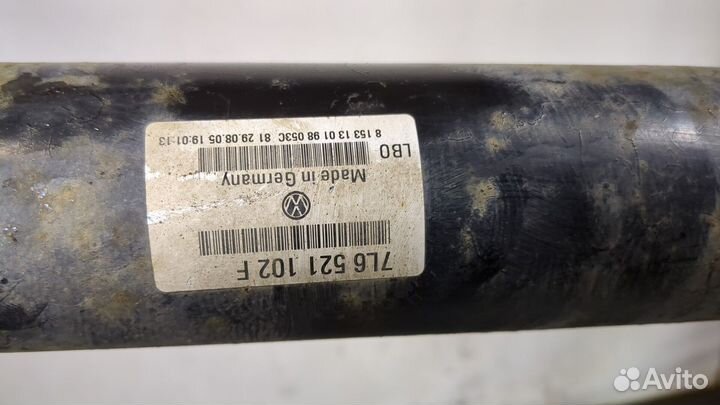 7L6 521 102 F
Made in Germany
LBO
8 153 13 01 98 053C 81 29.08.05 19:01:13
Avito